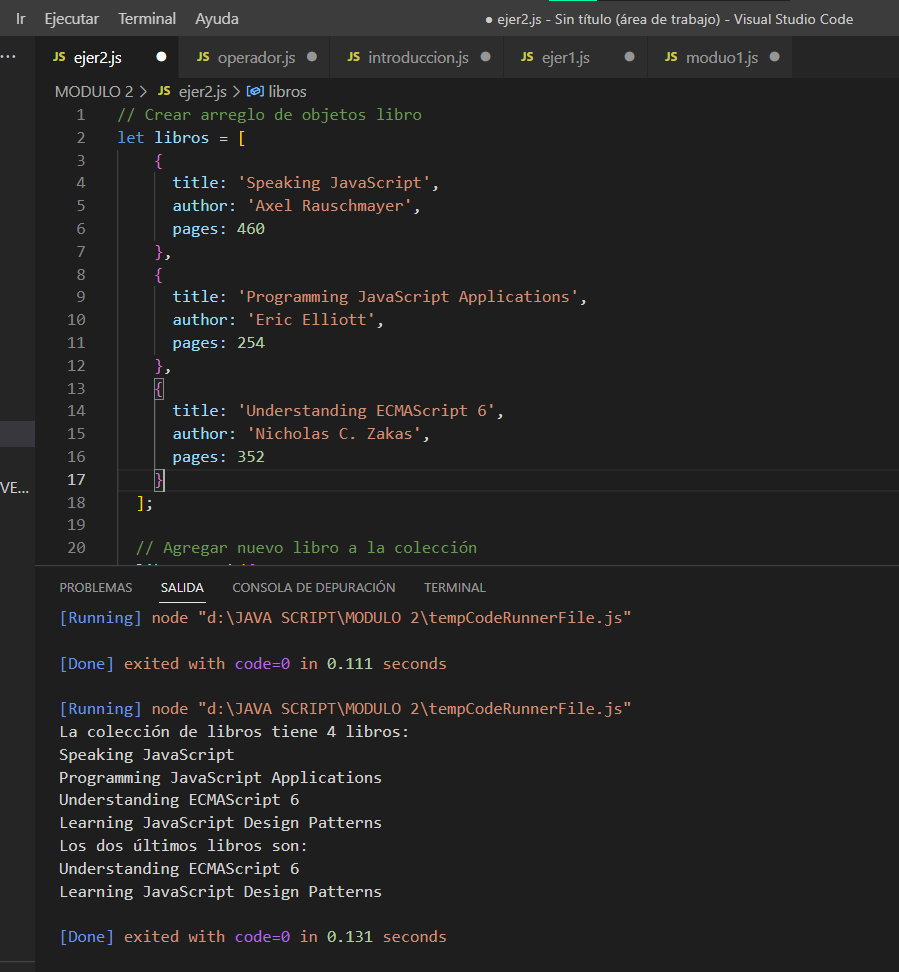 Ir Ejecutar Terminal Ayuda ● ejer2.js - Sin título (área de trabajo) - Visual Studio Code
··· JS ejer2.js ● JS operador.js ● JS introduccion.js ● JS ejer1.js ● JS moduo1.js ●
MODULO 2 > JS ejer2.js > libros
1 // Crear arreglo de objetos libro
2 let libros = [
3 {
4 title: 'Speaking JavaScript',
5 author: 'Axel Rauschmayer',
6 pages: 460
7 },
8 {
9 title: 'Programming JavaScript Applications',
10 author: 'Eric Elliott',
11 pages: 254
12 },
13 {
14 title: 'Understanding ECMAScript 6',
15 author: 'Nicholas C. Zakas',
16 pages: 352
17 }
VE...
18 ];
19
20 // Agregar nuevo libro a la colección
PROBLEMAS SALIDA CONSOLA DE DEPURACIÓN TERMINAL
[Running] node "d:\JAVA SCRIPT\MODULO 2\tempCodeRunnerFile.js"
[Done] exited with code=0 in 0.111 seconds
[Running] node "d:\JAVA SCRIPT\MODULO 2\tempCodeRunnerFile.js"
La colección de libros tiene 4 libros:
Speaking JavaScript
Programming JavaScript Applications
Understanding ECMAScript 6
Learning JavaScript Design Patterns
Los dos últimos libros son:
Understanding ECMAScript 6
Learning JavaScript Design Patterns
[Done] exited with code=0 in 0.131 seconds